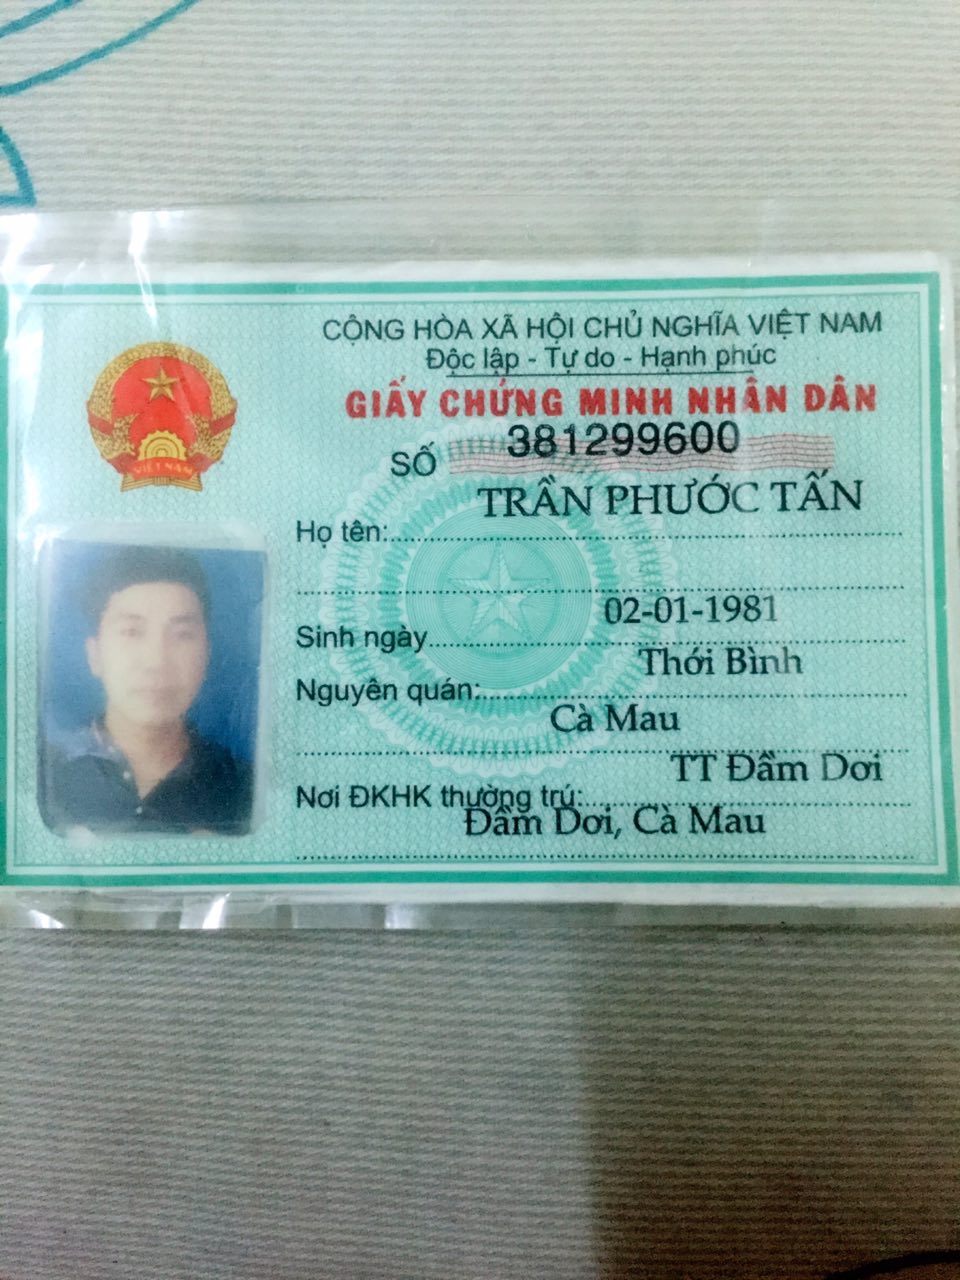 CỘNG HÒA XÃ HỘI CHỦ NGHĨA VIỆT NAM
Độc lập - Tự do - Hạnh phúc
GIẤY CHỨNG MINH NHÂN DÂN
SỐ 381299600
Họ tên: TRẦN PHƯỚC TẤN
Sinh ngày 02-01-1981
Nguyên quán: Thới Bình
Cà Mau
Nơi ĐKHK thường trú: TT Đầm Dơi
Đầm Dơi, Cà Mau
VIỆT NAM